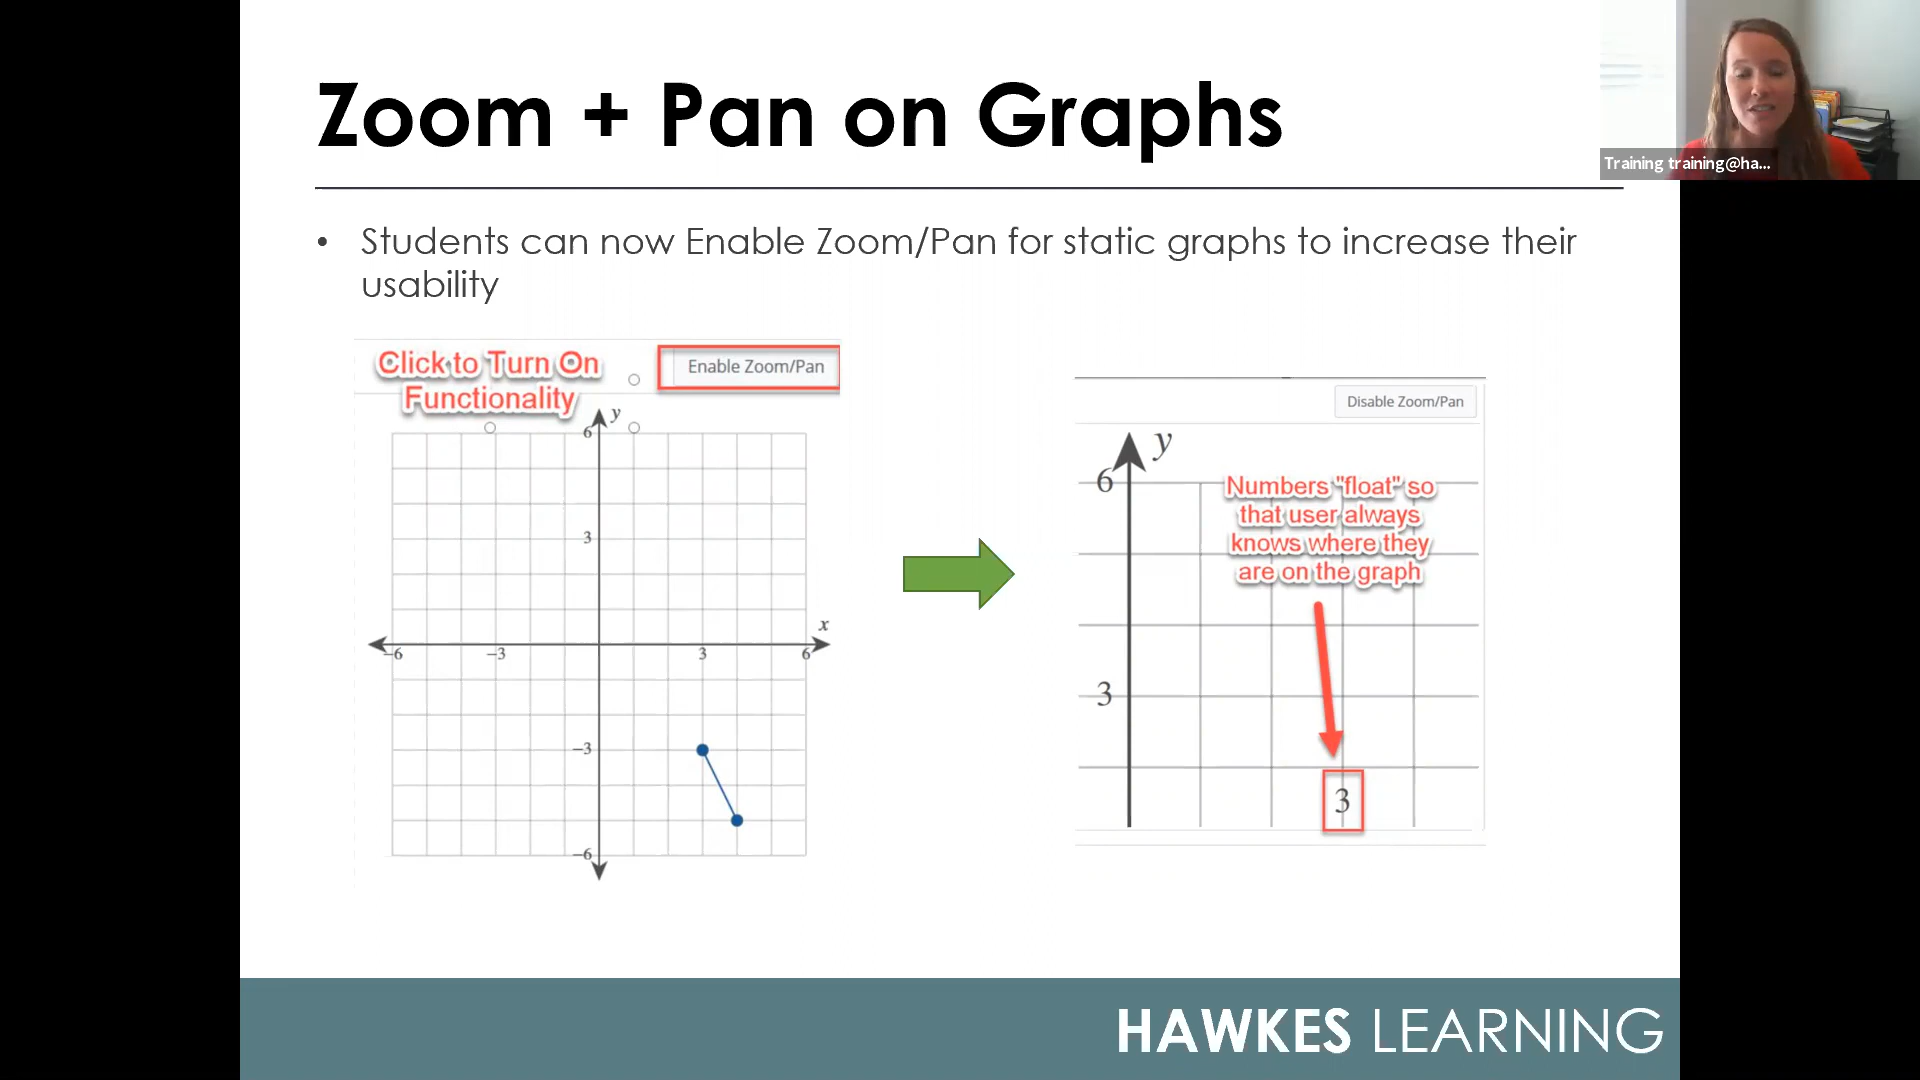 Zoom + Pan on Graphs
Training training@ha...
• Students can now Enable Zoom/Pan for static graphs to increase their
usability
Click to Turn On
Functionality
Enable Zoom/Pan
y
6
3
x
−6
−3
3
6
−3
−6
Disable Zoom/Pan
y
6
Numbers "float" so
that user always
knows where they
are on the graph
3
3
HAWKES LEARNING